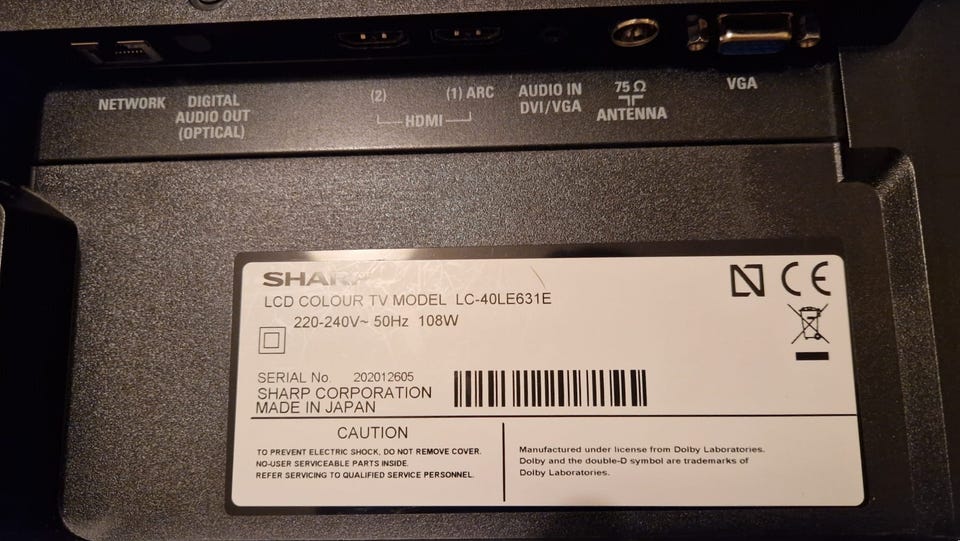 NETWORK
DIGITAL
AUDIO OUT
(OPTICAL)
(2)
(1) ARC
HDMI
AUDIO IN
DVI/VGA
75 Ω
ANTENNA
VGA
SHARP
LCD COLOUR TV MODEL LC-40LE631E
220-240V~ 50Hz 108W
SERIAL No. 202012605
SHARP CORPORATION
MADE IN JAPAN
CE
CAUTION
TO PREVENT ELECTRIC SHOCK, DO NOT REMOVE COVER.
NO-USER SERVICEABLE PARTS INSIDE.
REFER SERVICING TO QUALIFIED SERVICE PERSONNEL.
Manufactured under license from Dolby Laboratories.
Dolby and the double-D symbol are trademarks of
Dolby Laboratories.